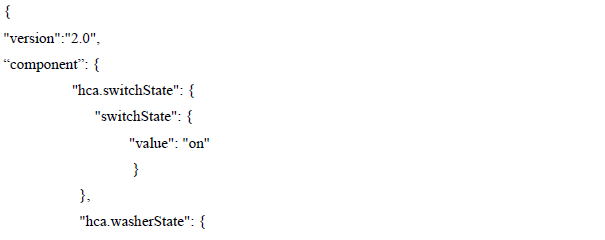 {
"version":"2.0",
“component”: {
"hca.switchState": {
"switchState": {
"value": "on"
}
},
"hca.washerState": {